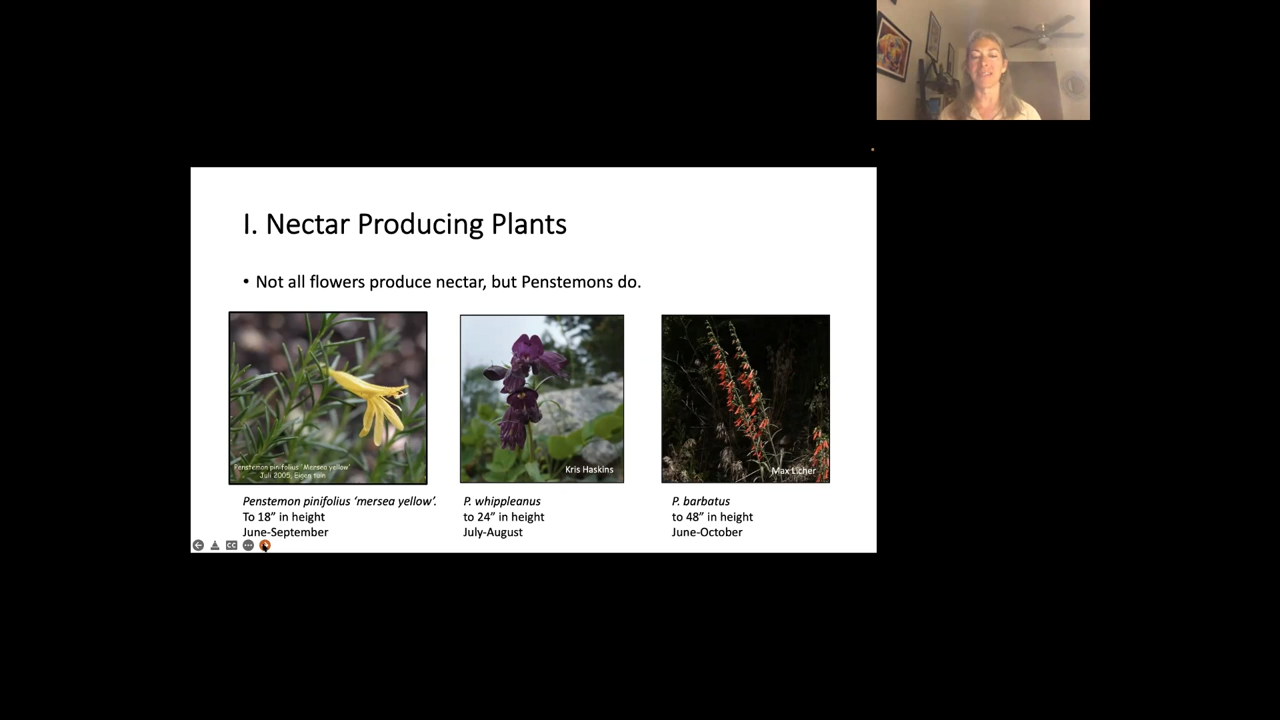 I. Nectar Producing Plants
• Not all flowers produce nectar, but Penstemons do.
Penstemon pinifolius 'Mersea yellow'
Juli 2005, Eigentum
Kris Haskins
Max Licher
Penstemon pinifolius ‘mersea yellow’.
To 18” in height
June-September
P. whippleanus
to 24” in height
July-August
P. barbatus
to 48” in height
June-October
CC